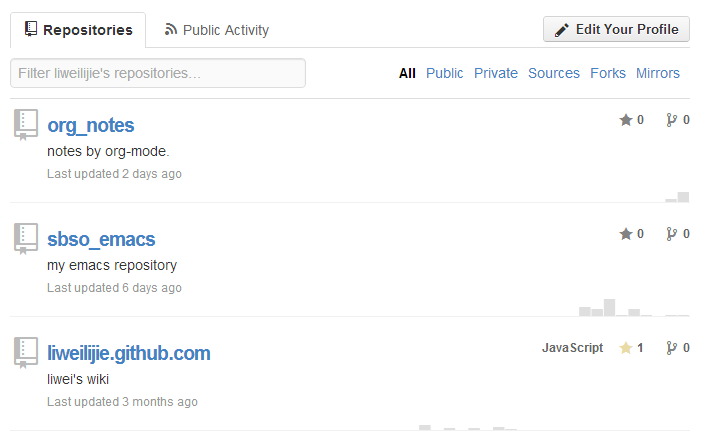 Repositories Public Activity Edit Your Profile
Filter liweilijie's repositories... All Public Private Sources Forks Mirrors
org_notes 0 0
notes by org-mode.
Last updated 2 days ago
sbso_emacs 0 0
my emacs repository
Last updated 6 days ago
liweilijie.github.com JavaScript 1 0
liwei's wiki
Last updated 3 months ago